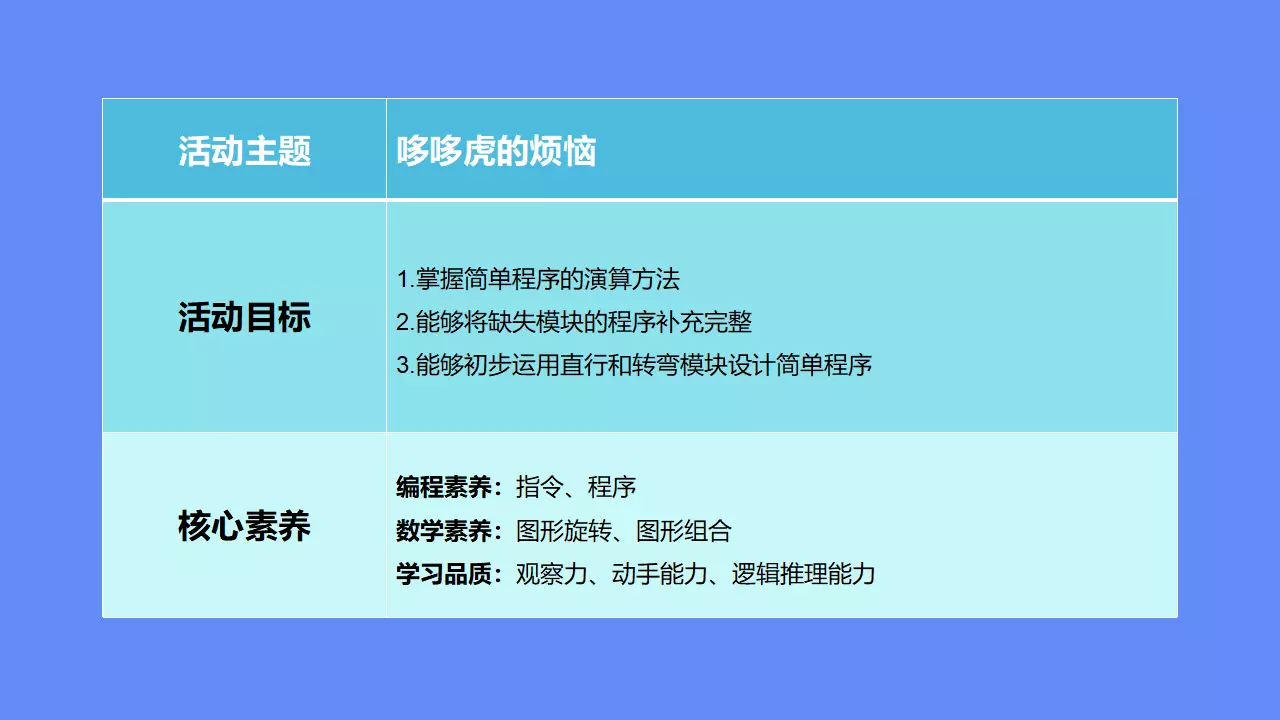 活动主题
哆哆虎的烦恼
活动目标
1.掌握简单程序的演算方法
2.能够将缺失模块的程序补充完整
3.能够初步运用直行和转弯模块设计简单程序
核心素养
编程素养：指令、程序
数学素养：图形旋转、图形组合
学习品质：观察力、动手能力、逻辑推理能力